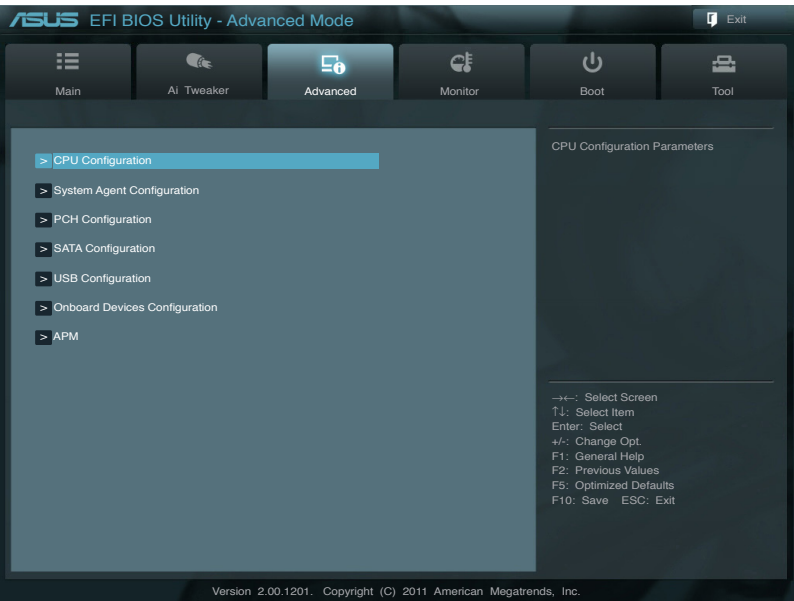 ASUS EFI BIOS Utility - Advanced Mode
Exit
Main
Ai Tweaker
Advanced
Monitor
Boot
Tool
> CPU Configuration
> System Agent Configuration
> PCH Configuration
> SATA Configuration
> USB Configuration
> Onboard Devices Configuration
> APM
CPU Configuration Parameters
→←: Select Screen
↑↓: Select Item
Enter: Select
+/-: Change Opt.
F1: General Help
F2: Previous Values
F5: Optimized Defaults
F10: Save ESC: Exit
Version 2.00.1201. Copyright (C) 2011 American Megatrends, Inc.